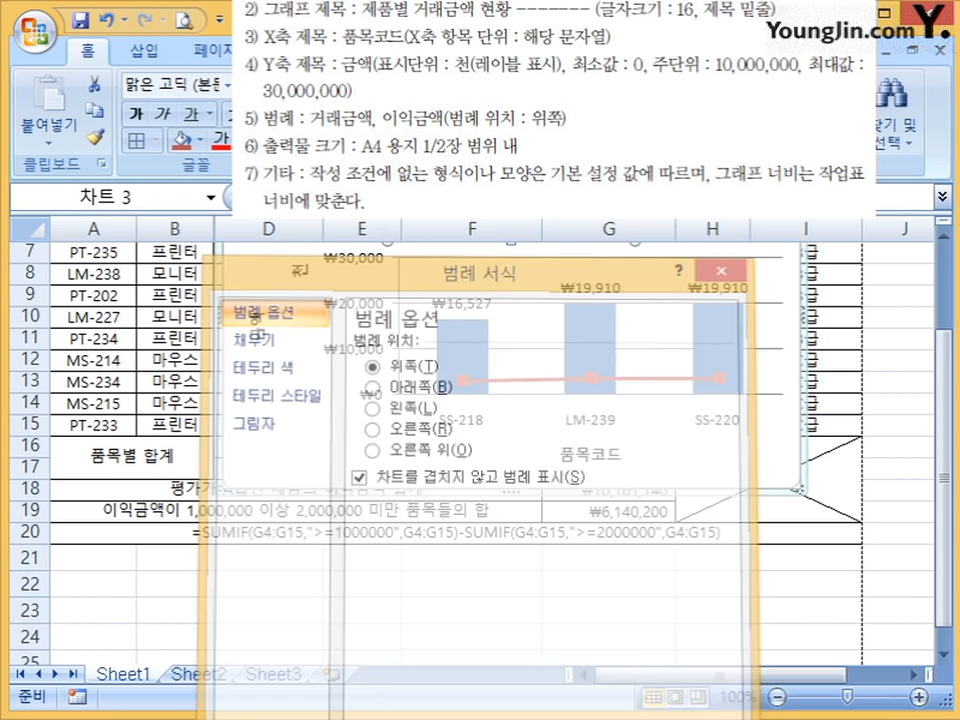 2) 그래프 제목 : 제품별 거래금액 현황 ------- (글자크기 : 16, 제목 밑줄)
YoungJin.com Y.
3) X축 제목 : 품목코드(X축 항목 단위 : 해당 문자열)
4) Y축 제목 : 금액(표시단위 : 천(레이블 표시), 최소값 : 0, 주단위 : 10,000,000, 최대값 :
30,000,000)
5) 범례 : 거래금액, 이익금액(범례 위치 : 위쪽)
6) 출력물 크기 : A4 용지 1/2장 범위 내
7) 기타 : 작성 조건에 없는 형식이나 모양은 기본 설정 값에 따르며, 그래프 너비는 작업표
너비에 맞춘다.
홈 삽입 페이지
맑은 고딕 (본문
붙여넣기
가 가 가
클립보드 글꼴
찾기 및
선택
차트 3
A B D E F G H I J
7 PT-235 프린터 급
8 LM-238 모니터 급
9 PT-202 프린터 급
10 LM-227 모니터 급
11 PT-234 프린터 급
12 MS-214 마우스 급
13 MS-234 마우스 급
14 MS-215 마우스 급
15 PT-233 프린터 급
16
품목별 합계
17
18
19 이익금액이 1,000,000 이상 2,000,000 미만 품목들의 합 ₩6,140,200
20 =SUMIF(G4:G15,">=1000000",G4:G15)-SUMIF(G4:G15,">=2000000",G4:G15)
21
22
23
24
25
₩30,000
₩20,000
₩10,000
₩0
₩16,527 ₩19,910 ₩19,910
SS-218 LM-239 SS-220
품목코드
범례 서식
?
범례 옵션
채우기
테두리 색
테두리 스타일
그림자
범례 옵션
범례 위치:
위쪽(T)
아래쪽(B)
왼쪽(L)
오른쪽(R)
오른쪽 위(O)
차트를 겹치지 않고 범례 표시(S)
Sheet1 Sheet2 Sheet3
준비 100%